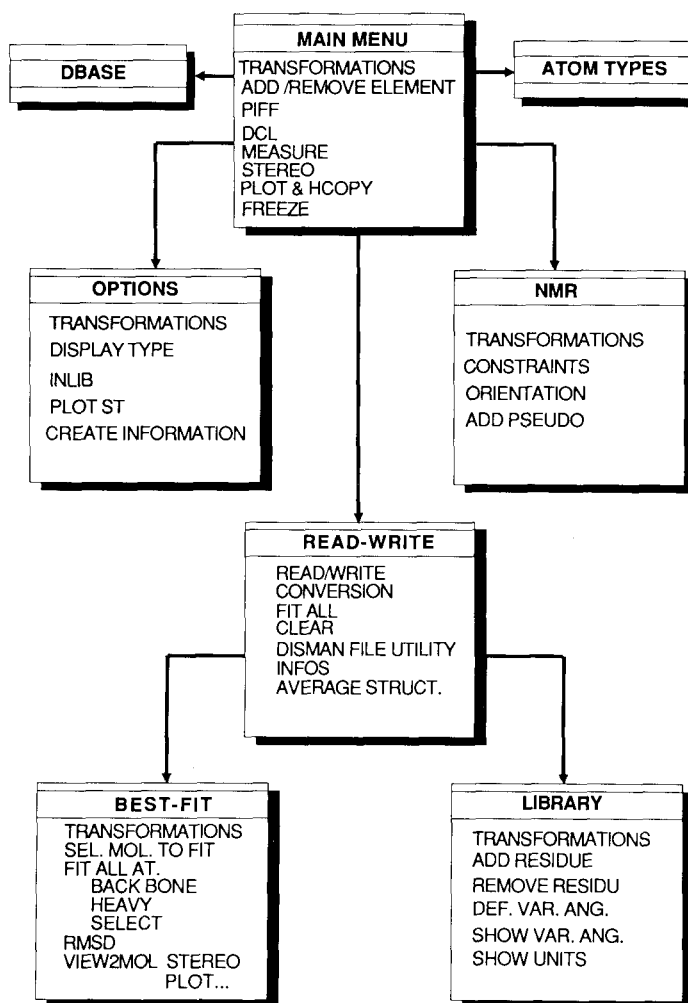 MAIN MENU
TRANSFORMATIONS
ADD /REMOVE ELEMENT
PIFF
DCL
MEASURE
STEREO
PLOT & HCOPY
FREEZE
DBASE
ATOM TYPES
OPTIONS
TRANSFORMATIONS
DISPLAY TYPE
INLIB
PLOT ST
CREATE INFORMATION
NMR
TRANSFORMATIONS
CONSTRAINTS
ORIENTATION
ADD PSEUDO
READ-WRITE
READ/WRITE
CONVERSION
FIT ALL
CLEAR
DISMAN FILE UTILITY
INFOS
AVERAGE STRUCT.
BEST-FIT
TRANSFORMATIONS
SEL. MOL. TO FIT
FIT ALL AT.
BACK BONE
HEAVY
SELECT
RMSD
VIEW2MOL STEREO
PLOT...
LIBRARY
TRANSFORMATIONS
ADD RESIDUE
REMOVE RESIDU
DEF. VAR. ANG.
SHOW VAR. ANG.
SHOW UNITS